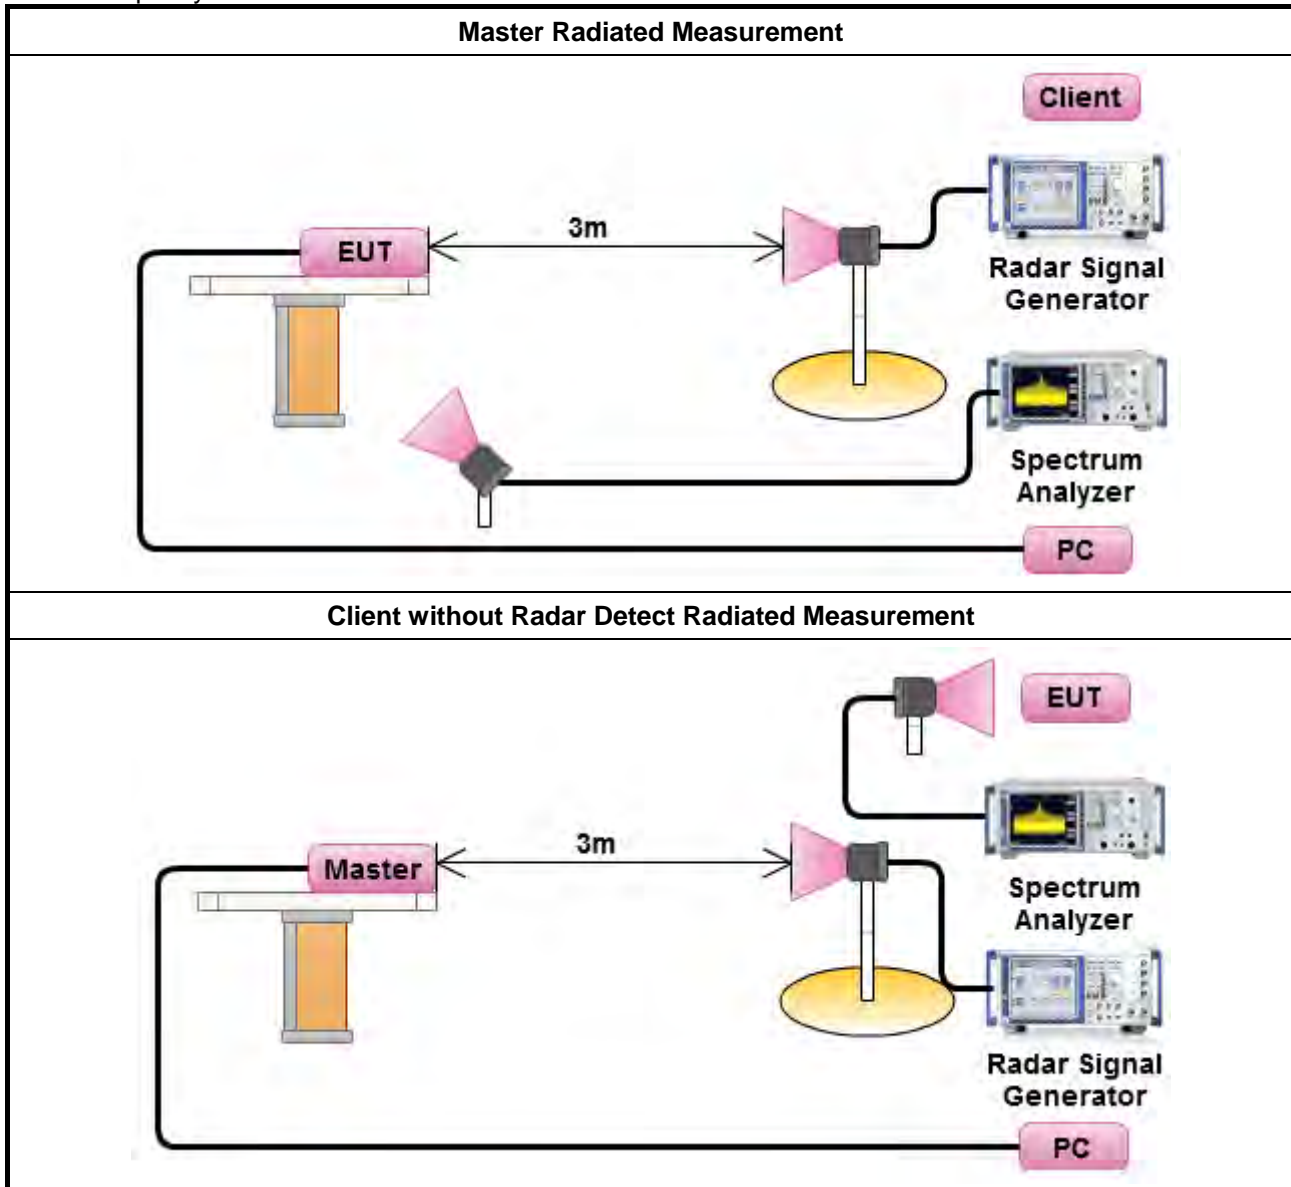 Master Radiated Measurement
Client
3m
EUT
Radar Signal
Generator
Spectrum
Analyzer
PC
Client without Radar Detect Radiated Measurement
EUT
3m
Master
Spectrum
Analyzer
Radar Signal
Generator
PC